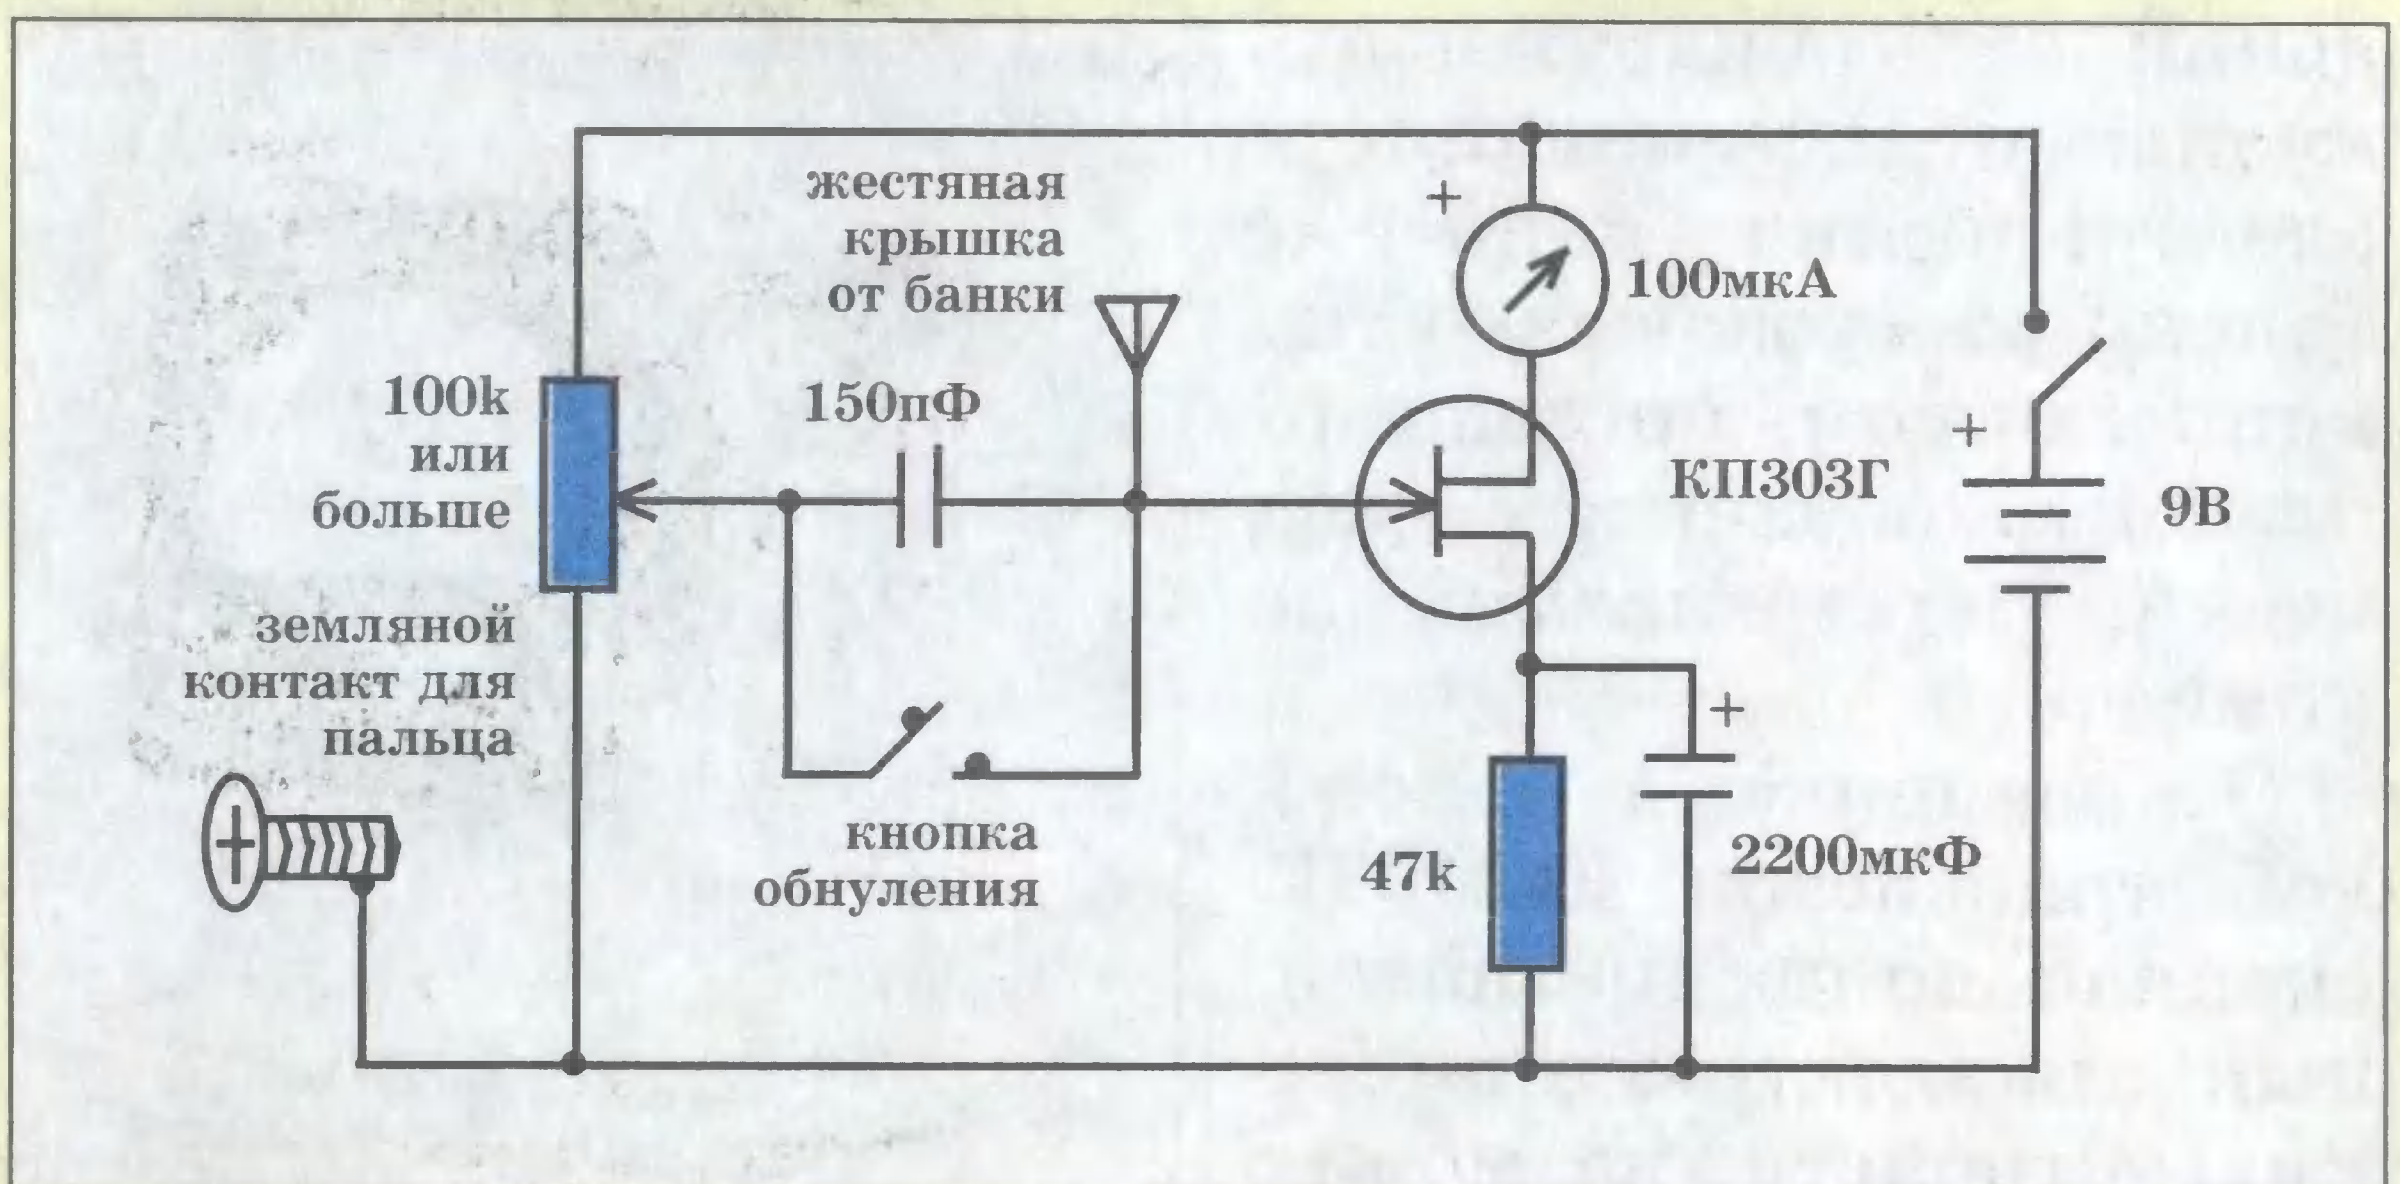 жестяная
крышка
от банки
+
100мкА
100k
или
больше
150пФ
КП303Г
+
9В
земляной
контакт для
пальца
+
кнопка
обнуления
47k
2200мкФ